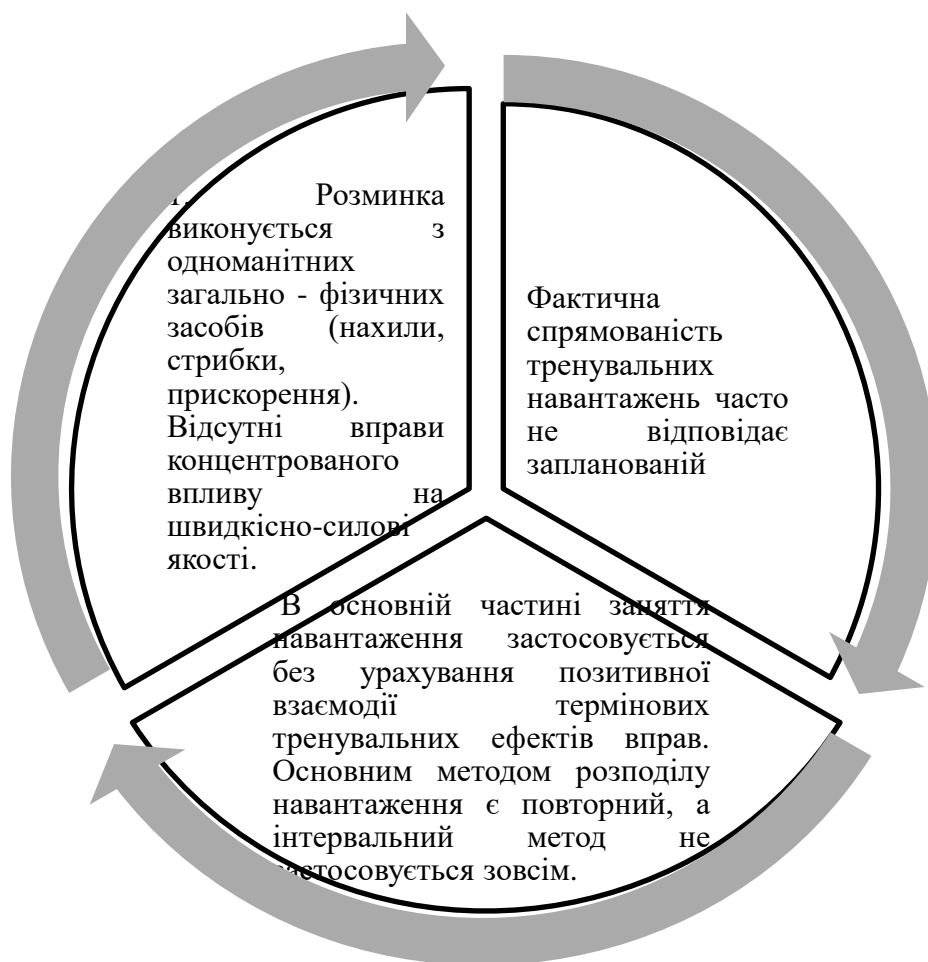 1. Розминка
виконується з
одноманітних
загально - фізичних
засобів (нахили,
стрибки,
прискорення).
Відсутні вправи
концентрованого
впливу на
швидкісно-силові
якості.
Фактична
спрямованість
тренувальних
навантажень часто
не відповідає
запланованій
В основній частині заняття
навантаження застосовується
без урахування позитивної
взаємодії термінових
тренувальних ефектів вправ.
Основним методом розподілу
навантаження є повторний, а
інтервальний метод не
застосовується зовсім.